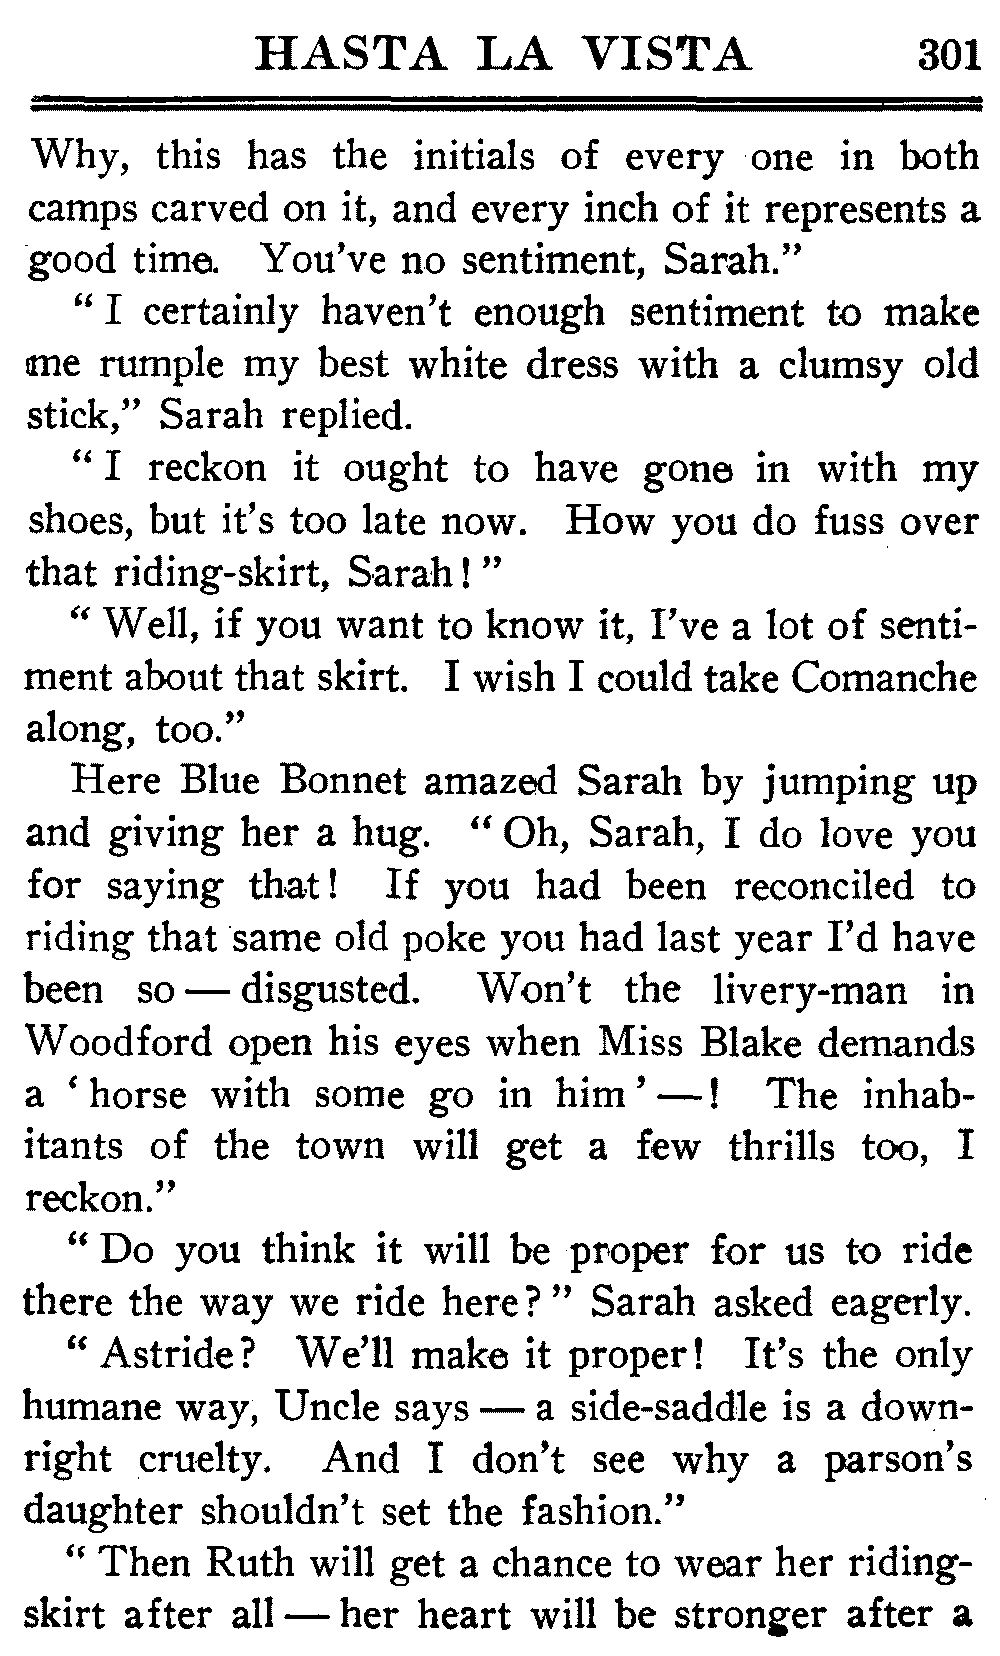 HASTA LA VISTA 301
Why, this has the initials of every one in both
camps carved on it, and every inch of it represents a
good time. You've no sentiment, Sarah."
" I certainly haven't enough sentiment to make
me rumple my best white dress with a clumsy old
stick," Sarah replied.
" I reckon it ought to have gone in with my
shoes, but it's too late now. How you do fuss over
that riding-skirt, Sarah! "
" Well, if you want to know it, I've a lot of senti-
ment about that skirt. I wish I could take Comanche
along, too."
Here Blue Bonnet amazed Sarah by jumping up
and giving her a hug. " Oh, Sarah, I do love you
for saying that! If you had been reconciled to
riding that same old poke you had last year I'd have
been so — disgusted. Won't the livery-man in
Woodford open his eyes when Miss Blake demands
a ' horse with some go in him ' — ! The inhab-
itants of the town will get a few thrills too, I
reckon."
" Do you think it will be proper for us to ride
there the way we ride here? " Sarah asked eagerly.
" Astride? We'll make it proper! It's the only
humane way, Uncle says — a side-saddle is a down-
right cruelty. And I don't see why a parson's
daughter shouldn't set the fashion."
" Then Ruth will get a chance to wear her riding-
skirt after all — her heart will be stronger after a